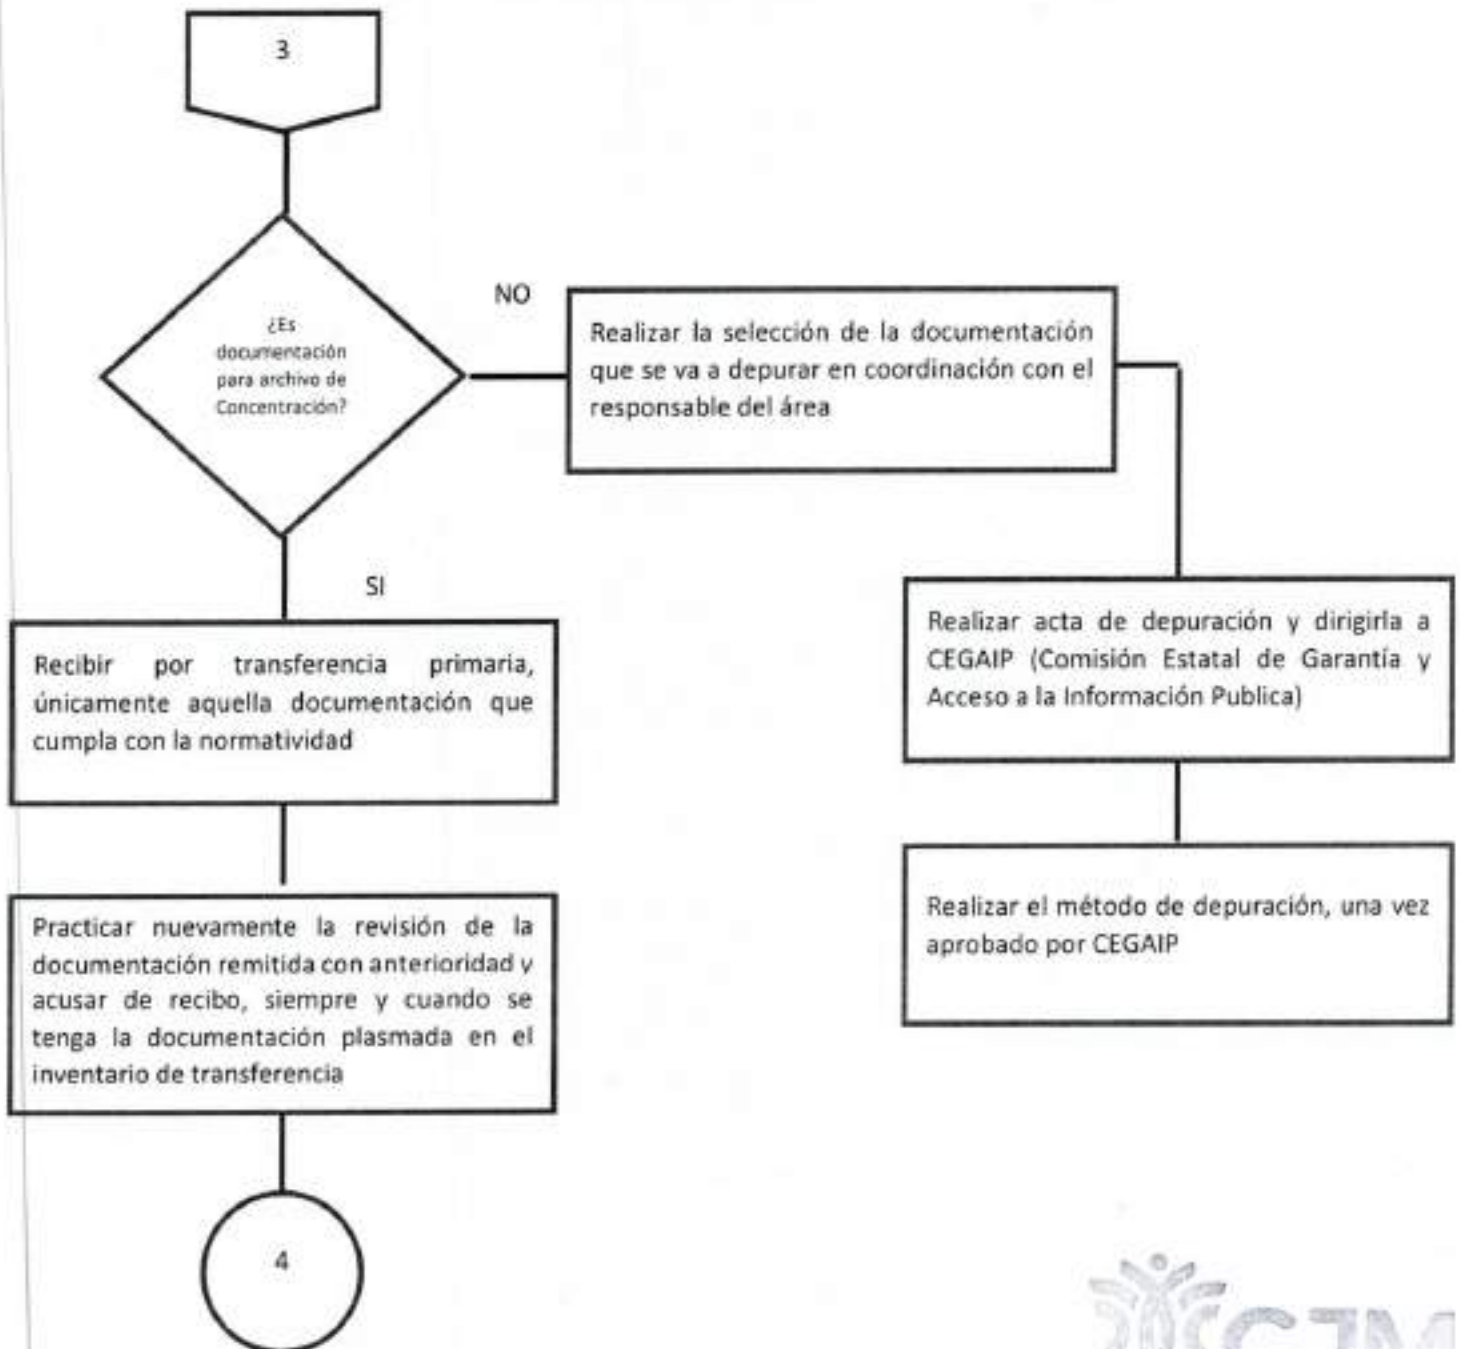 3
¿Es
documentación
para archivo de
Concentración?
NO
Realizar la selección de la documentación
que se va a depurar en coordinación con el
responsable del área
SI
Recibir por transferencia primaria,
únicamente aquella documentación que
cumpla con la normatividad
Realizar acta de depuración y dirigirla a
CEGAIP (Comisión Estatal de Garantía y
Acceso a la Información Publica)
Practicar nuevamente la revisión de la
documentación remitida con anterioridad y
acusar de recibo, siempre y cuando se
tenga la documentación plasmada en el
inventario de transferencia
Realizar el método de depuración, una vez
aprobado por CEGAIP
4
CJM